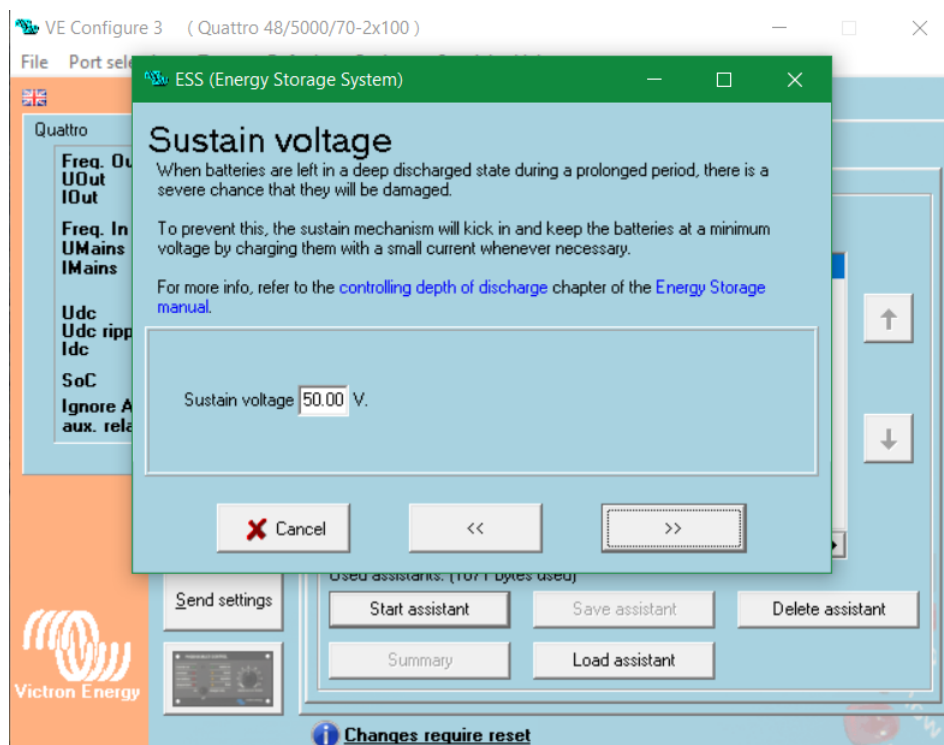 VE Configure 3 ( Quattro 48/5000/70-2x100 )
File Port sele
ESS (Energy Storage System)
Quattro
Freq. Ou
UOut
IOut
Freq. In
UMains
IMains
Udc
Udc ripp
Idc
SoC
Ignore A
aux. rela
Sustain voltage
When batteries are left in a deep discharged state during a prolonged period, there is a
severe chance that they will be damaged.
To prevent this, the sustain mechanism will kick in and keep the batteries at a minimum
voltage by charging them with a small current whenever necessary.
For more info, refer to the controlling depth of discharge chapter of the Energy Storage
manual.
Sustain voltage 50.00 V.
Cancel << >>
Used assistants: (1071 bytes used)
Send settings
Start assistant Save assistant Delete assistant
Summary Load assistant
Victron Energy
Changes require reset